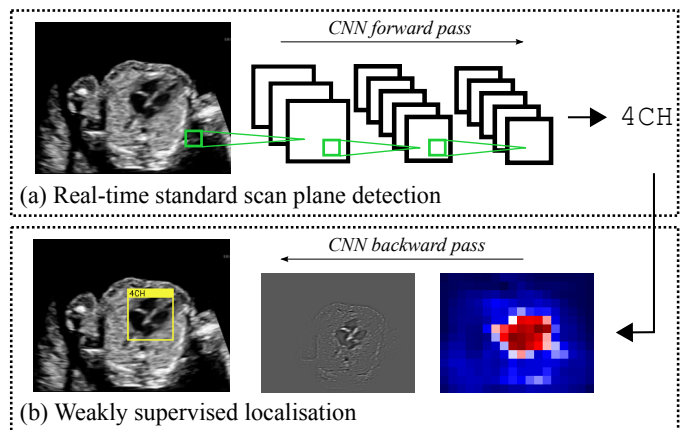 CNN forward pass
4CH
(a) Real-time standard scan plane detection
CNN backward pass
4CH
(b) Weakly supervised localisation